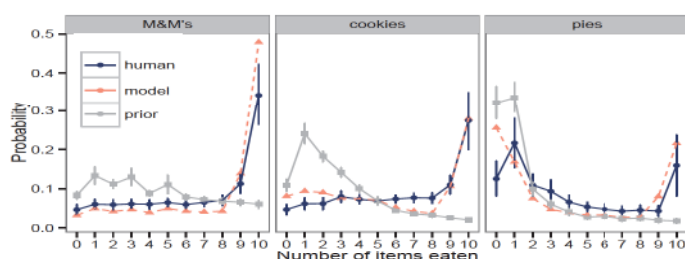 M&M's cookies pies
0.5
0.4
0.3
0.2
0.1
0.0
Probability
human
model
prior
0 1 2 3 4 5 6 7 8 9 10 0 1 2 3 4 5 6 7 8 9 10 0 1 2 3 4 5 6 7 8 9 10
Number of items eaten